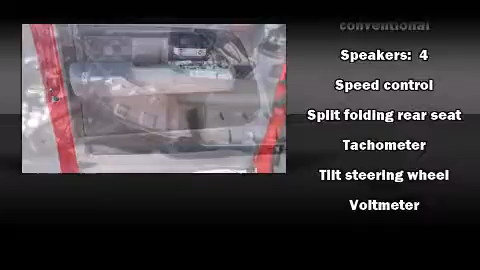 conventional
Speakers: 4
Speed control
Split folding rear seat
Tachometer
Tilt steering wheel
Voltmeter